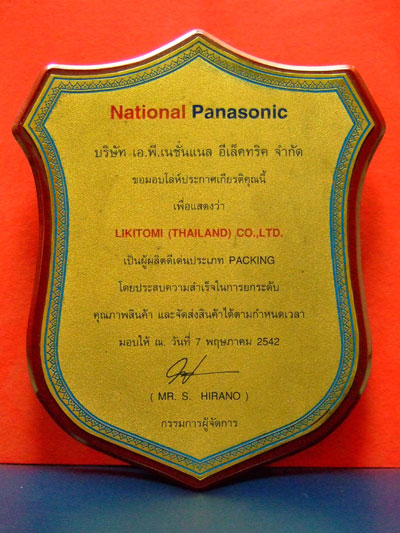 National Panasonic
บริษัท เอ.พี.เนชั่นแนล อีเล็คทริค จำกัด
ขอมอบโล่ห์ประกาศเกียรติคุณนี้
เพื่อแสดงว่า
LIKITOMI (THAILAND) CO.,LTD.
เป็นผู้ผลิตดีเด่นประเภท PACKING
โดยประสบความสำเร็จในการยกระดับ
คุณภาพสินค้า และจัดส่งสินค้าได้ตามกำหนดเวลา
มอบให้ ณ. วันที่ 7 พฤษภาคม 2542
( MR. S. HIRANO )
กรรมการผู้จัดการ